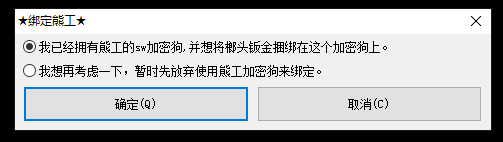 ★绑定能工★
我已经拥有能工的sw加密狗,并想将榔头钣金捆绑在这个加密狗上。
我想再考虑一下，暂时先放弃使用能工加密狗来绑定。
确定(Q)
取消(C)